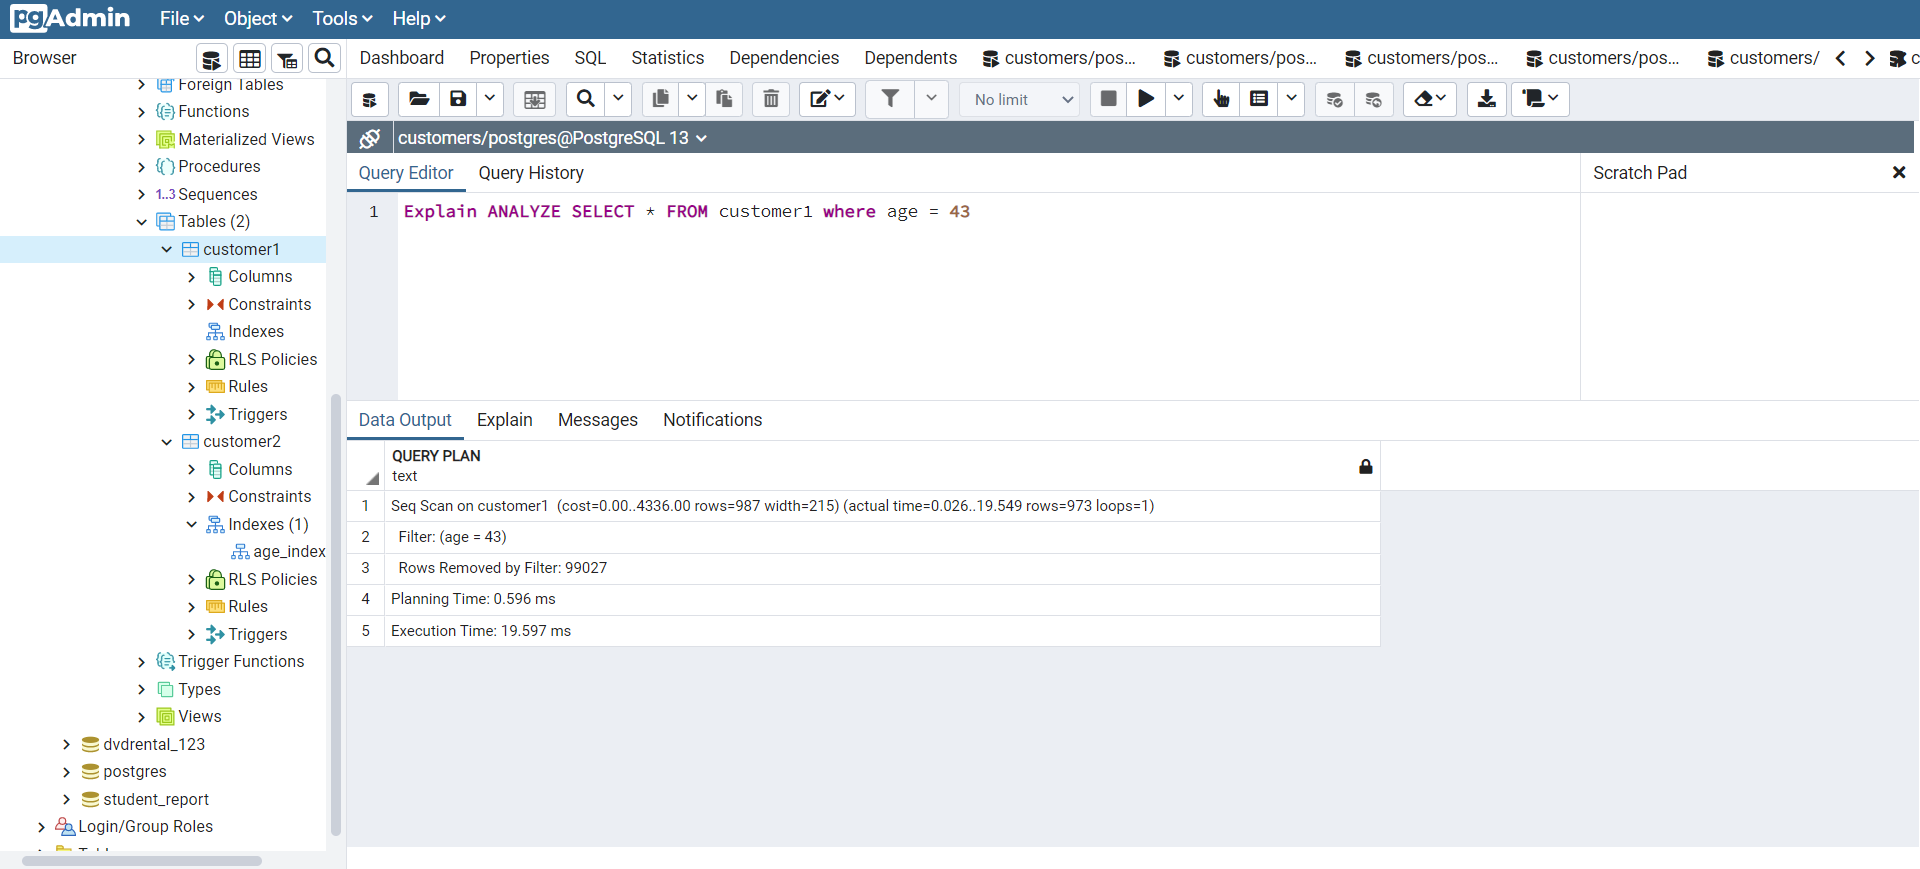 pgAdmin File Object Tools Help
Browser
Dashboard Properties SQL Statistics Dependencies Dependents customers/pos... customers/pos... customers/pos... customers/pos... customers/ c
Foreign Tables
Functions
Materialized Views
Procedures
1..3 Sequences
Tables (2)
customer1
Columns
Constraints
Indexes
RLS Policies
Rules
Triggers
customer2
Columns
Constraints
Indexes (1)
age_index
RLS Policies
Rules
Triggers
Trigger Functions
Types
Views
dvdrental_123
postgres
student_report
Login/Group Roles
No limit
customers/postgres@PostgreSQL 13
Query Editor Query History
Scratch Pad
1 Explain ANALYZE SELECT * FROM customer1 where age = 43
Data Output Explain Messages Notifications
QUERY PLAN
text
1 Seq Scan on customer1 (cost=0.00..4336.00 rows=987 width=215) (actual time=0.026..19.549 rows=973 loops=1)
2 Filter: (age = 43)
3 Rows Removed by Filter: 99027
4 Planning Time: 0.596 ms
5 Execution Time: 19.597 ms